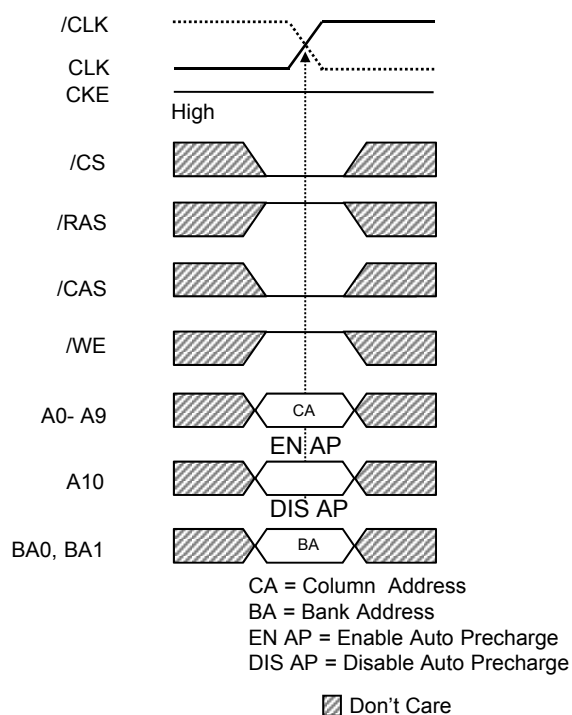 /CLK
CLK
CKE
High
/CS
/RAS
/CAS
/WE
A0- A9
CA
EN AP
A10
DIS AP
BA0, BA1
BA
CA = Column Address
BA = Bank Address
EN AP = Enable Auto Precharge
DIS AP = Disable Auto Precharge
Don't Care